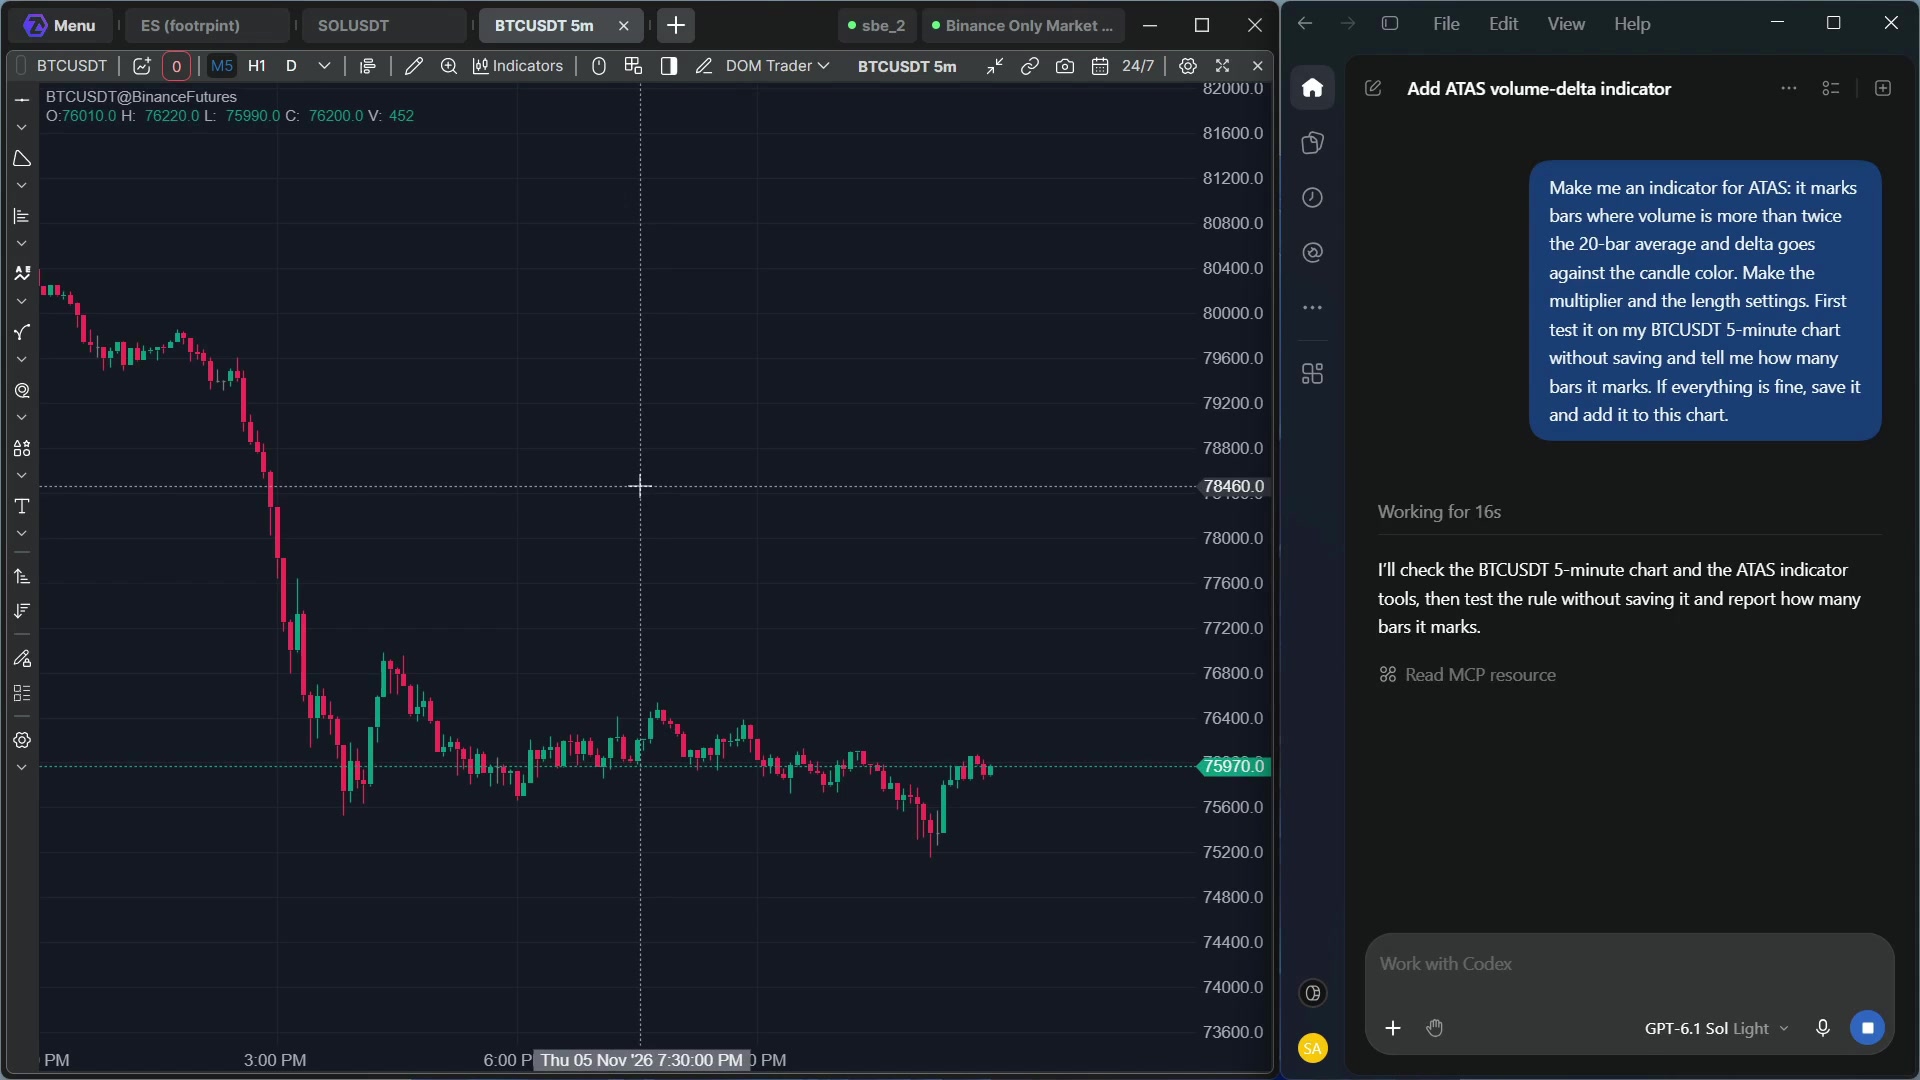 Menu
ES (footrpint)
SOLUSDT
BTCUSDT 5m
sbe_2
Binance Only Market ...
BTCUSDT
0
M5
H1
D
Indicators
DOM Trader
BTCUSDT 5m
24/7
BTCUSDT@BinanceFutures
O:76010.0 H: 76220.0 L: 75990.0 C: 76200.0 V: 452
82000.0
81600.0
81200.0
80800.0
80400.0
80000.0
79600.0
79200.0
78800.0
78460.0
78000.0
77600.0
77200.0
76800.0
76400.0
75970.0
75600.0
75200.0
74800.0
74400.0
74000.0
73600.0
PM
3:00 PM
6:00 P
Thu 05 Nov '26 7:30:00 PM
PM
File
Edit
View
Help
Add ATAS volume-delta indicator
Make me an indicator for ATAS: it marks
bars where volume is more than twice
the 20-bar average and delta goes
against the candle color. Make the
multiplier and the length settings. First
test it on my BTCUSDT 5-minute chart
without saving and tell me how many
bars it marks. If everything is fine, save it
and add it to this chart.
Working for 16s
I'll check the BTCUSDT 5-minute chart and the ATAS indicator
tools, then test the rule without saving it and report how many
bars it marks.
Read MCP resource
Work with Codex
GPT-6.1 Sol Light
SA